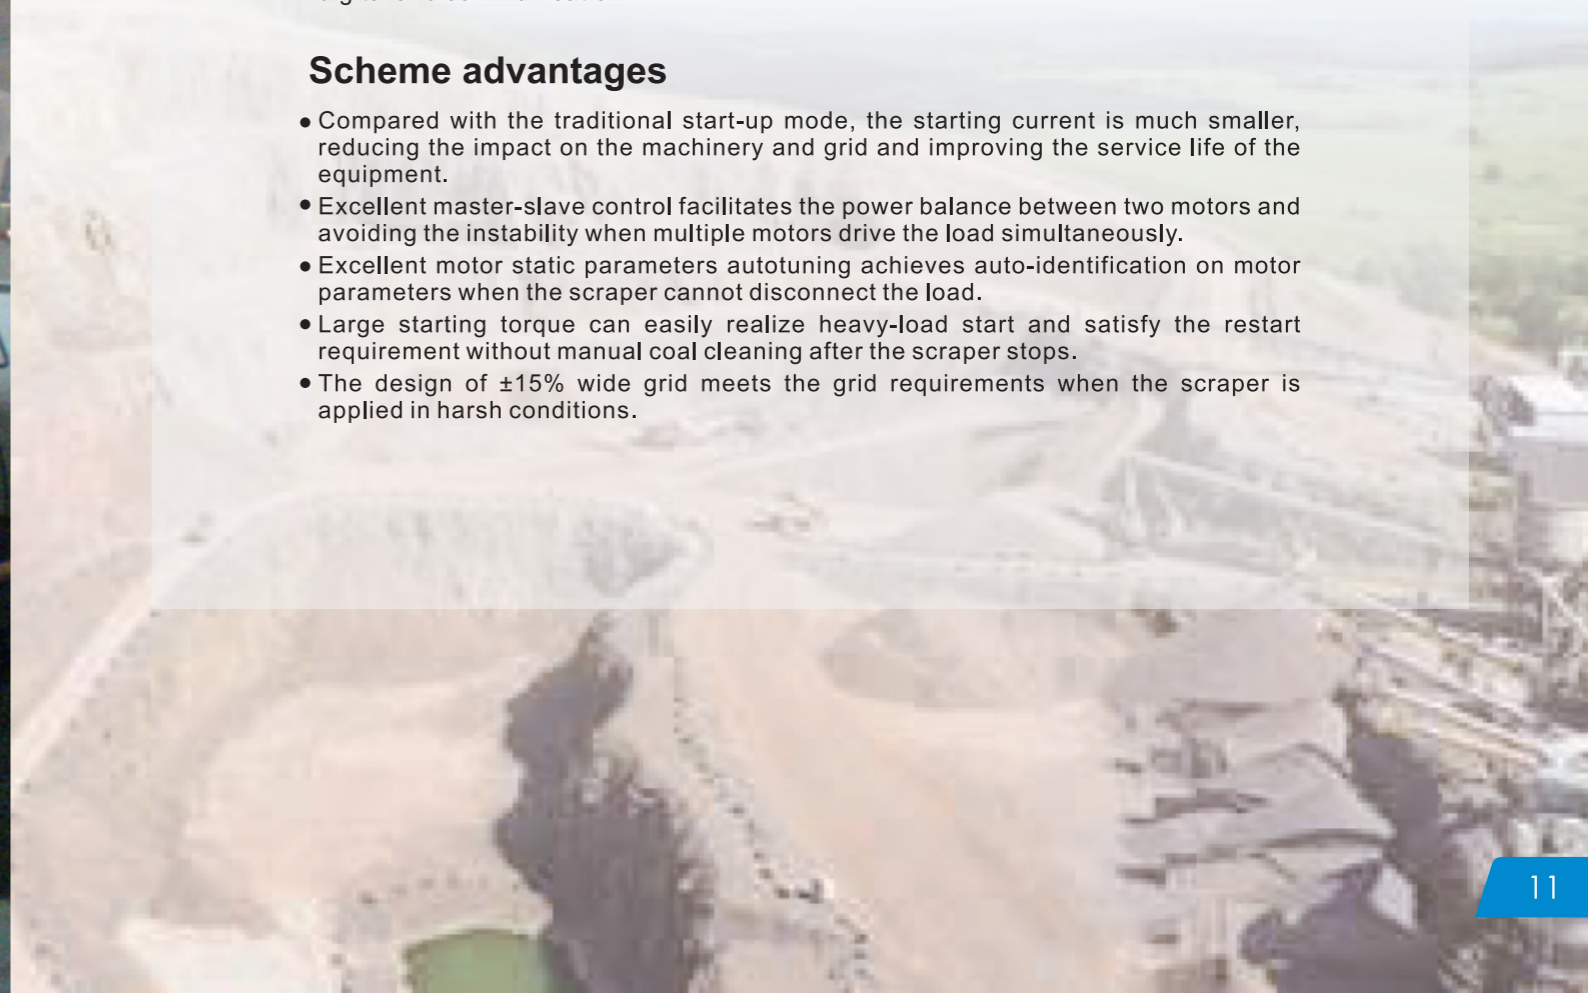 Scheme advantages
• Compared with the traditional start-up mode, the starting current is much smaller,
reducing the impact on the machinery and grid and improving the service life of the
equipment.
• Excellent master-slave control facilitates the power balance between two motors and
avoiding the instability when multiple motors drive the load simultaneously.
• Excellent motor static parameters autotuning achieves auto-identification on motor
parameters when the scraper cannot disconnect the load.
• Large starting torque can easily realize heavy-load start and satisfy the restart
requirement without manual coal cleaning after the scraper stops.
• The design of ±15% wide grid meets the grid requirements when the scraper is
applied in harsh conditions.
11